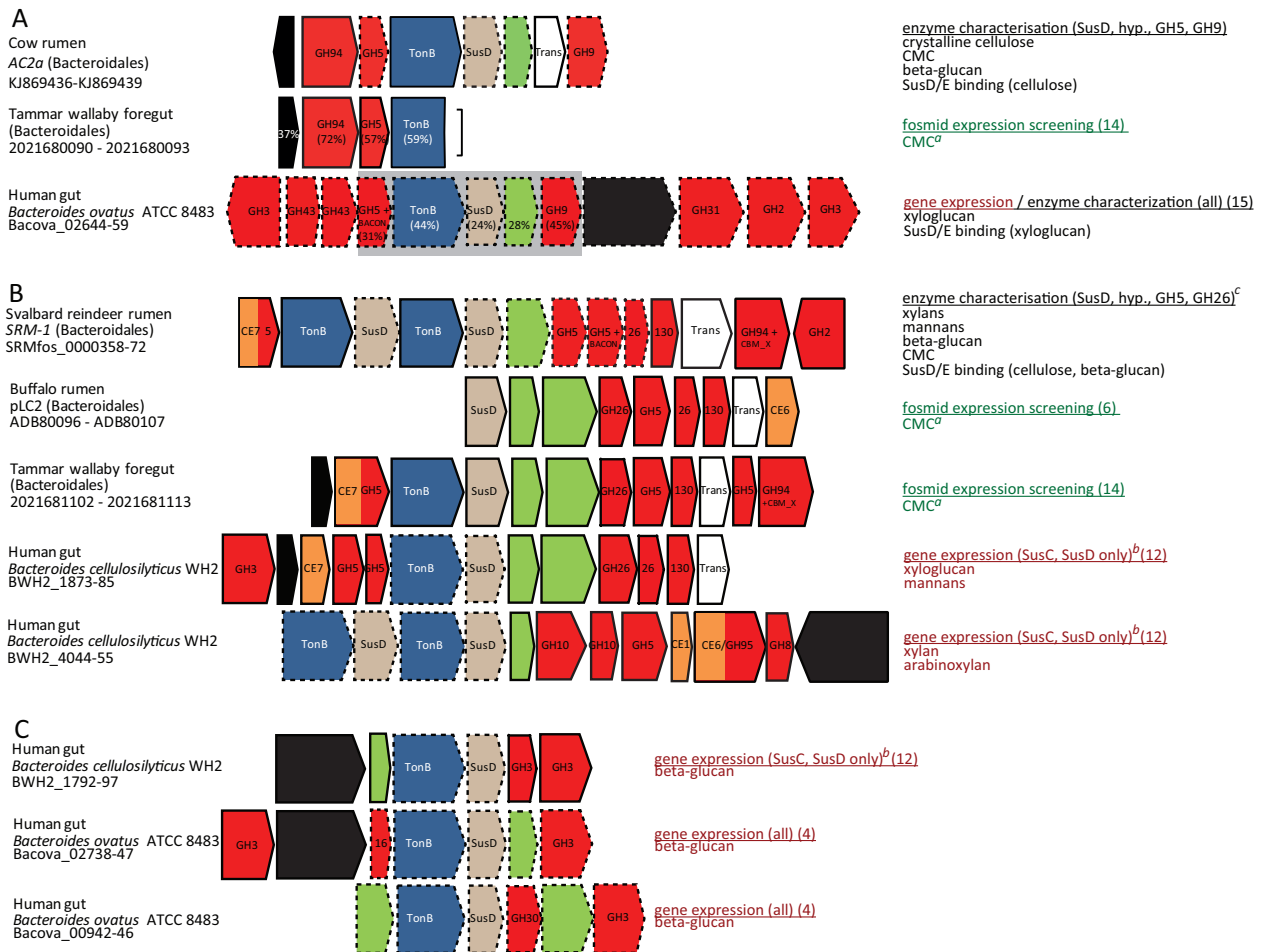 A
Cow rumen
AC2a (Bacteroidales)
KJ869436-KJ869439
GH94 GH5 TonB SusD Trans GH9
enzyme characterisation (SusD, hyp., GH5, GH9)
crystalline cellulose
CMC
beta-glucan
SusD/E binding (cellulose)
Tammar wallaby foregut
(Bacteroidales)
2021680090 - 2021680093
37% GH94 (72%) GH5 (57%) TonB (59%)
fosmid expression screening (14)
CMCa
Human gut
Bacteroides ovatus ATCC 8483
Bacova_02644-59
GH3 GH43 GH43 GH5 + BACON (31%) TonB (44%) SusD (24%) 28% GH9 (45%) GH31 GH2 GH3
gene expression / enzyme characterization (all) (15)
xyloglucan
SusD/E binding (xyloglucan)
B
Svalbard reindeer rumen
SRM-1 (Bacteroidales)
SRMfos_0000358-72
CE7 5 TonB SusD TonB SusD GH5 GH5 + BACON 26 130 Trans GH94 + CBM_X GH2
enzyme characterisation (SusD, hyp., GH5, GH26)c
xylans
mannans
beta-glucan
CMC
SusD/E binding (cellulose, beta-glucan)
Buffalo rumen
pLC2 (Bacteroidales)
ADB80096 - ADB80107
SusD GH26 GH5 26 130 Trans CE6
fosmid expression screening (6)
CMCa
Tammar wallaby foregut
(Bacteroidales)
2021681102 - 2021681113
CE7 GH5 TonB SusD GH26 GH5 130 Trans GH5 GH94 +CBM_X
fosmid expression screening (14)
CMCa
Human gut
Bacteroides cellulosilyticus WH2
BWH2_1873-85
GH3 CE7 GH5 GH5 TonB SusD GH26 26 130 Trans
gene expression (SusC, SusD only)b (12)
xyloglucan
mannans
Human gut
Bacteroides cellulosilyticus WH2
BWH2_4044-55
TonB SusD TonB SusD GH10 GH10 GH5 CE1 CE6/GH95 GH8
gene expression (SusC, SusD only)b (12)
xylan
arabinoxylan
C
Human gut
Bacteroides cellulosilyticus WH2
BWH2_1792-97
TonB SusD GH3 GH3
gene expression (SusC, SusD only)b (12)
beta-glucan
Human gut
Bacteroides ovatus ATCC 8483
Bacova_02738-47
GH3 16 TonB SusD GH3
gene expression (all) (4)
beta-glucan
Human gut
Bacteroides ovatus ATCC 8483
Bacova_00942-46
TonB SusD GH30 GH3
gene expression (all) (4)
beta-glucan